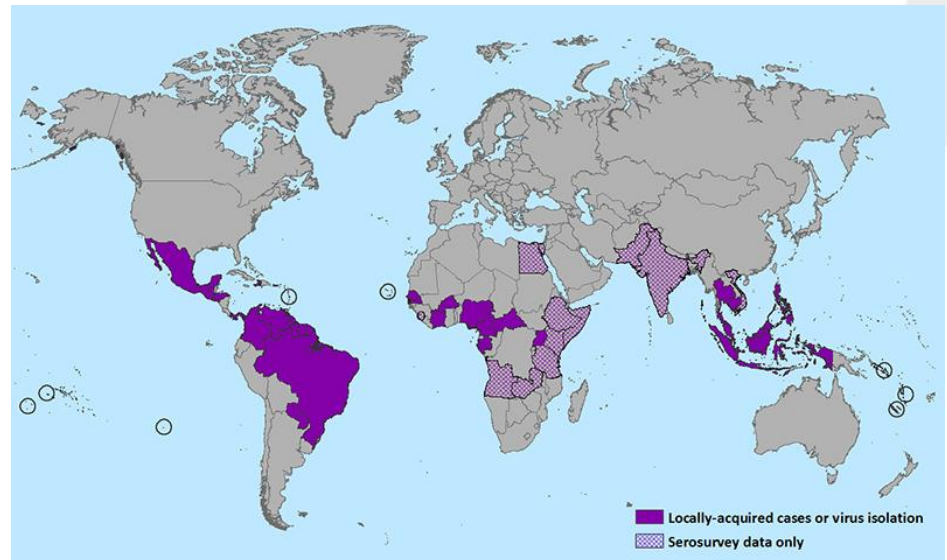 Locally-acquired cases or virus isolation
Serosurvey data only